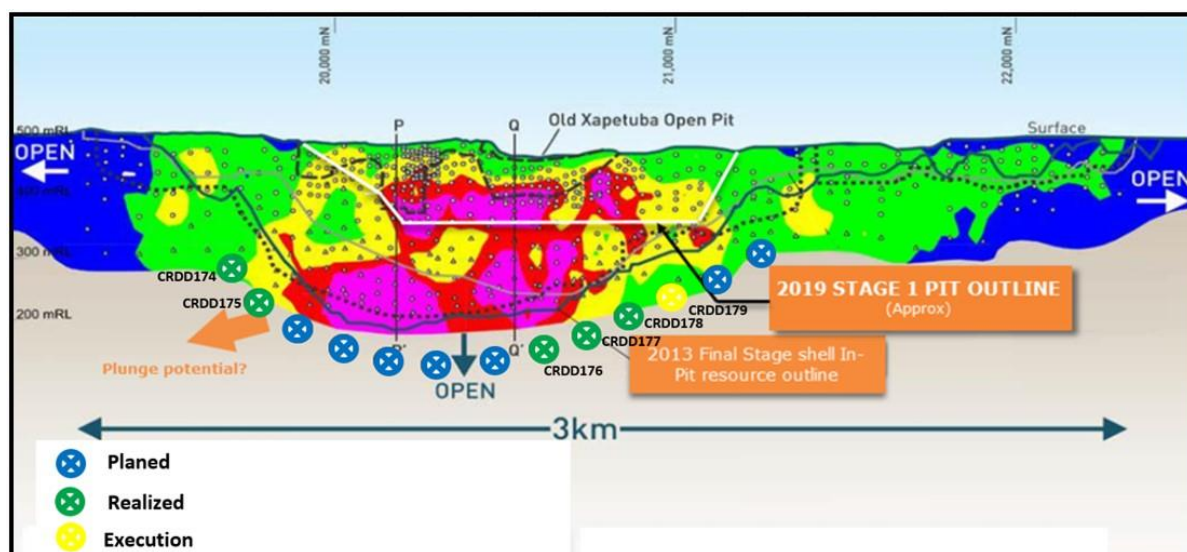 20,000 mN
21,000 mN
22,000 mN
500 mRL
P
Q
Old Xapetuba Open Pit
Surface
OPEN
400 mRL
OPEN
300 mRL
CRDD174
CRDD175
200 mRL
CRDD179
CRDD178
CRDD177
CRDD176
2019 STAGE 1 PIT OUTLINE
(Approx)
2013 Final Stage shell In-
Pit resource outline
Plunge potential?
P'
Q'
OPEN
3km
Planed
Realized
Execution